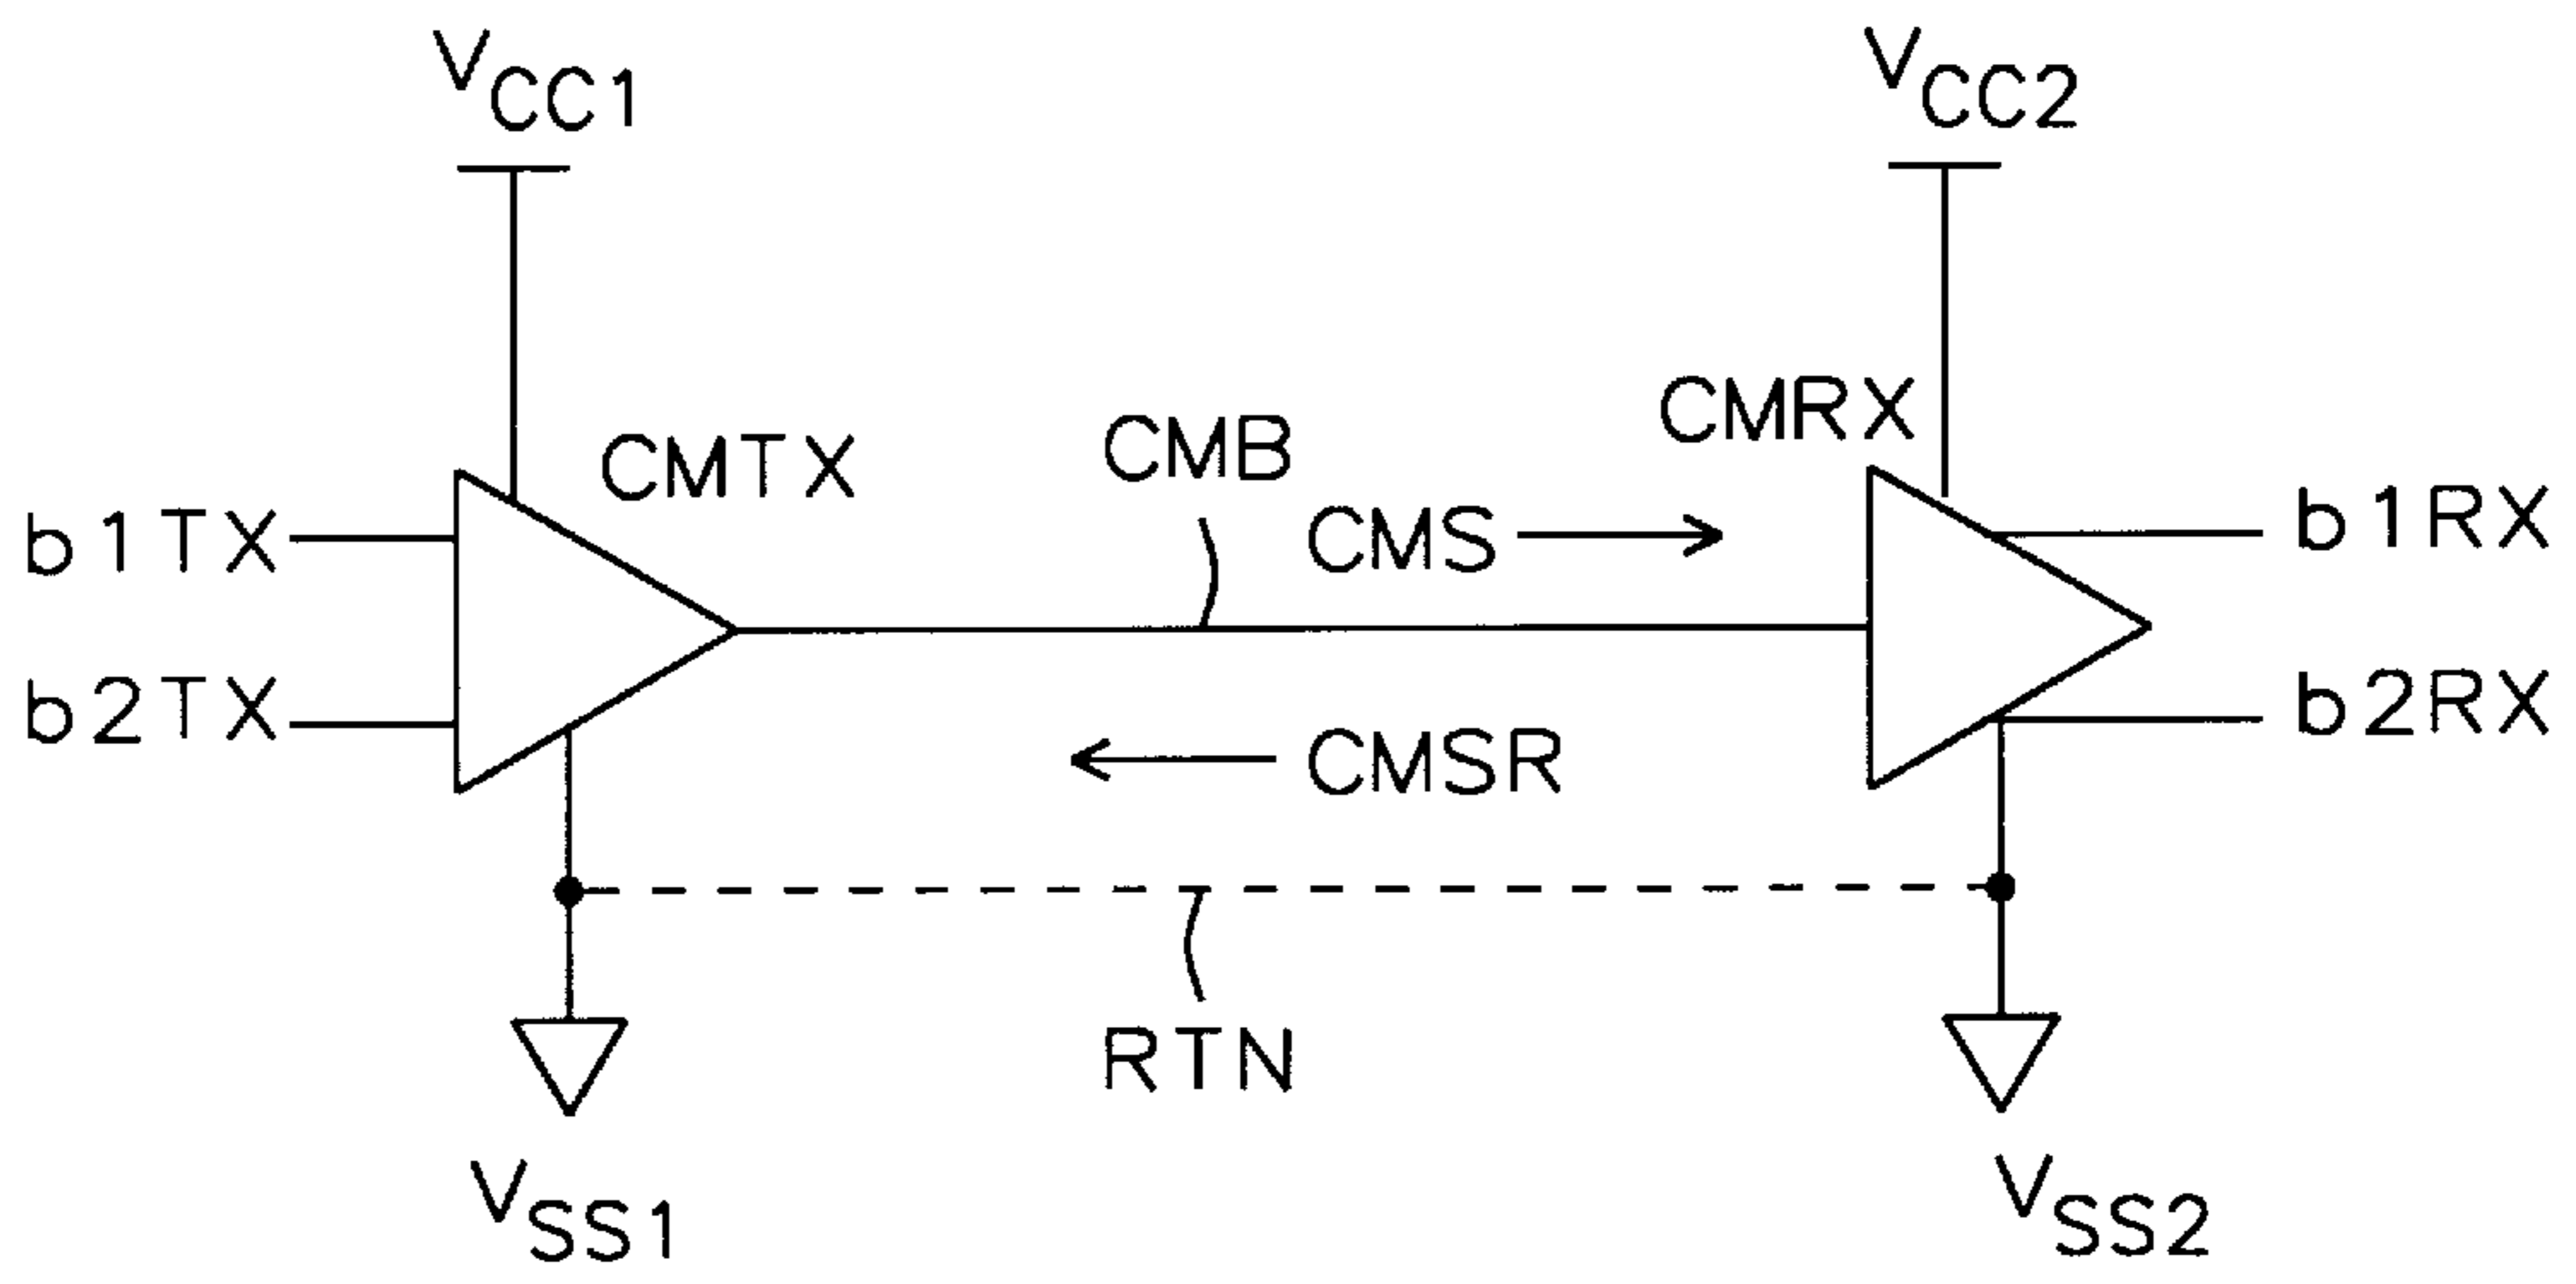 VCC1
VCC2
CMTX
CMB
CMRX
CMS
b1TX
b1RX
b2TX
b2RX
CMSR
RTN
VSS1
VSS2